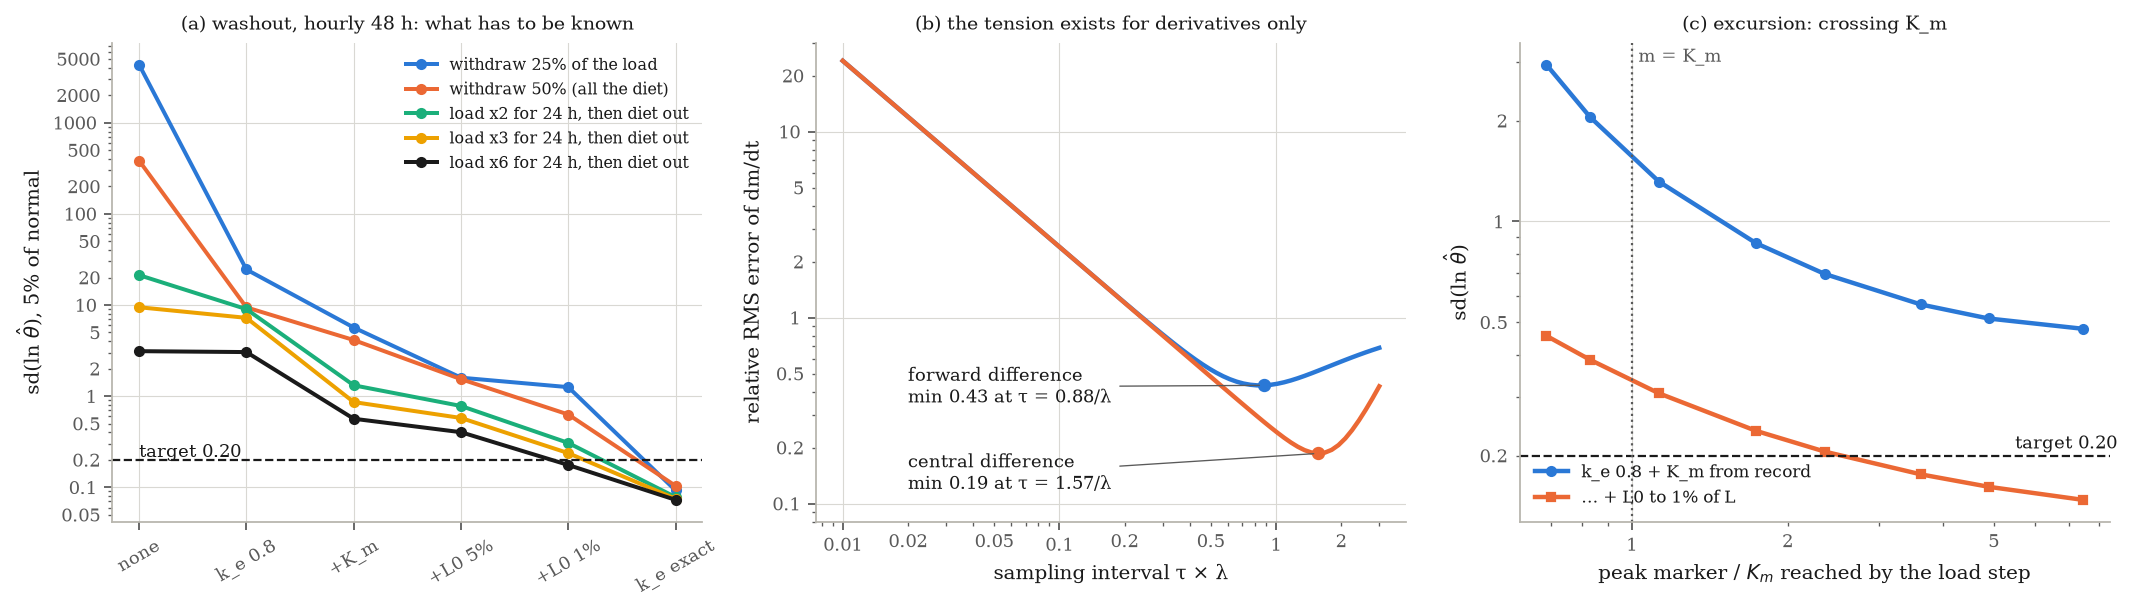 (a) washout, hourly 48 h: what has to be known
sd(ln θ̂), 5% of normal
5000
2000
1000
500
200
100
50
20
10
5
2
1
0.5
0.2
0.1
0.05
withdraw 25% of the load
withdraw 50% (all the diet)
load x2 for 24 h, then diet out
load x3 for 24 h, then diet out
load x6 for 24 h, then diet out
target 0.20
none
k_e 0.8
+K_m
+L0 5%
+L0 1%
k_e exact
(b) the tension exists for derivatives only
relative RMS error of dm/dt
20
10
5
2
1
0.5
0.2
0.1
forward difference
min 0.43 at τ = 0.88/λ
central difference
min 0.19 at τ = 1.57/λ
0.01
0.02
0.05
0.1
0.2
0.5
1
2
sampling interval τ × λ
(c) excursion: crossing K_m
sd(ln θ̂)
2
1
0.5
0.2
m = K_m
target 0.20
k_e 0.8 + K_m from record
... + L0 to 1% of L
1
2
5
peak marker / K_m reached by the load step